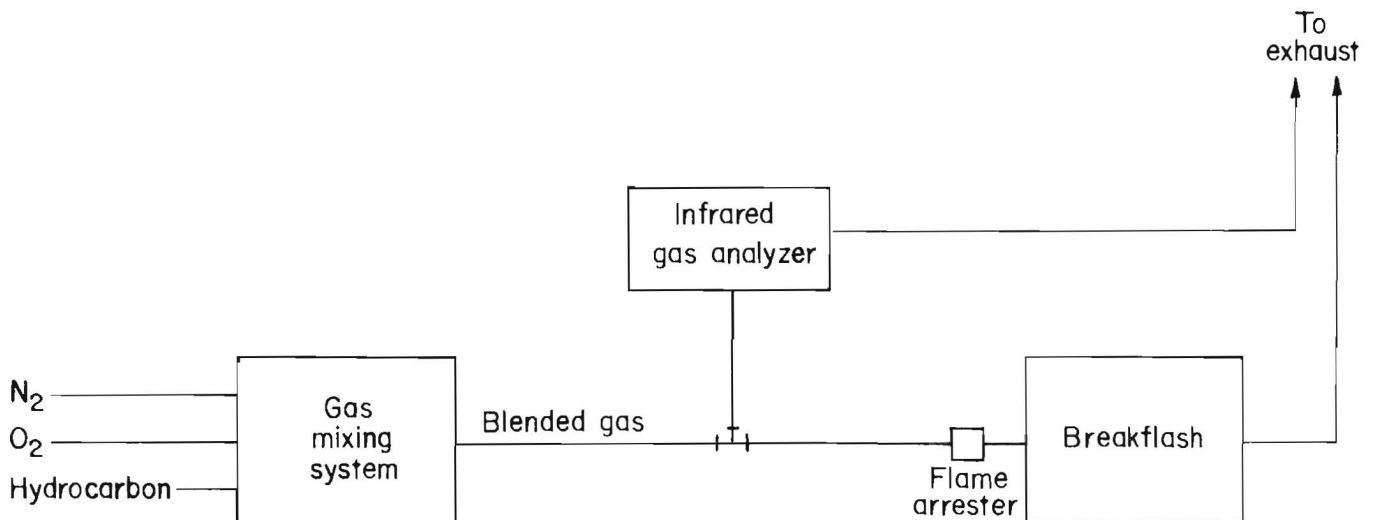 To
exhaust
Infrared
gas analyzer
N₂
O₂
Hydrocarbon
Gas
mixing
system
Blended gas
Flame
arrester
Breakflash